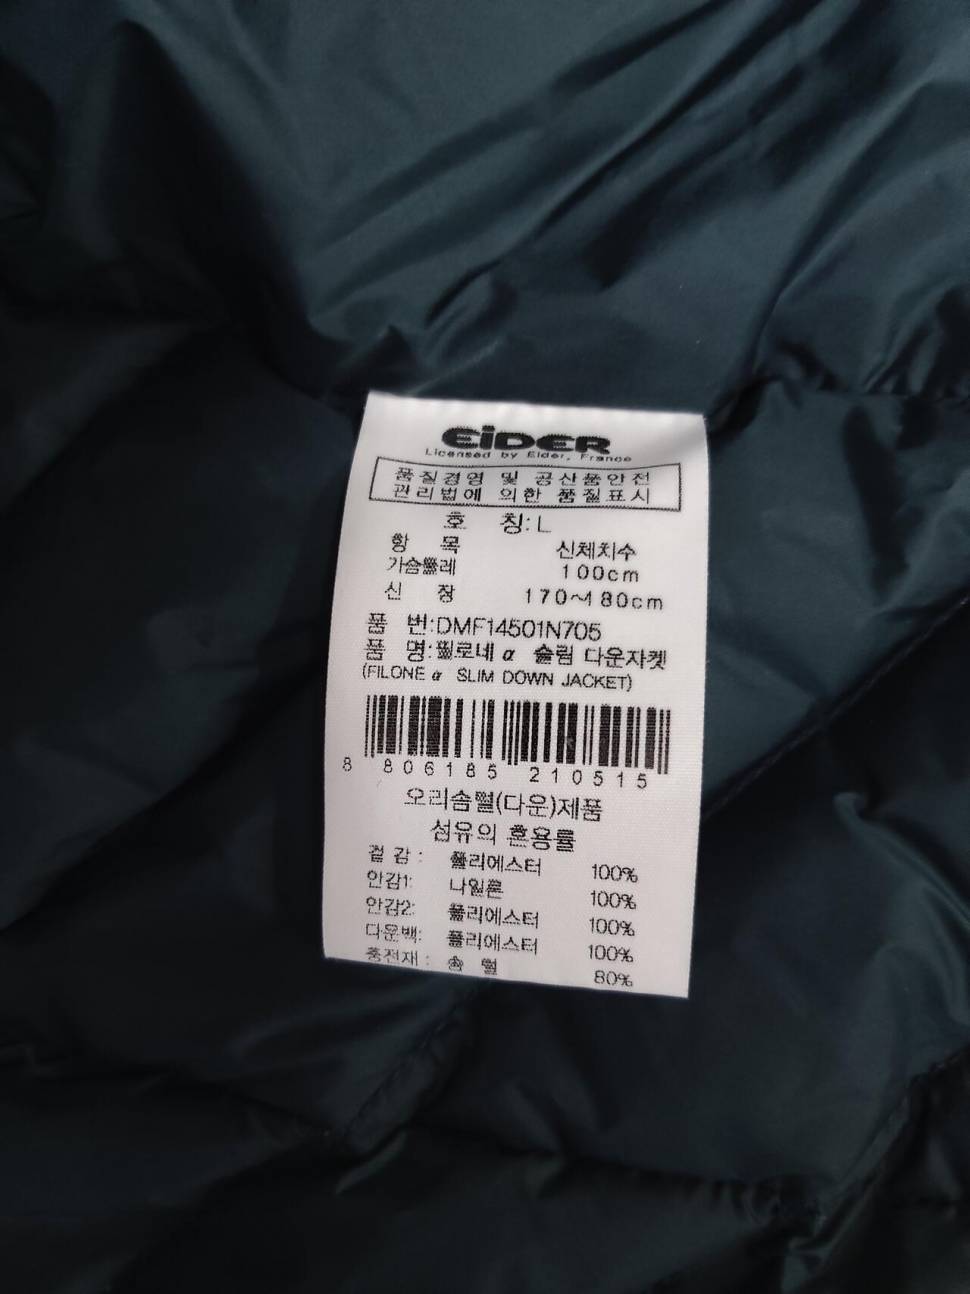 EiDER
Licensed by Eider, France
품질경영 및 공산품안전
관리법에 의한 품질표시
호 칭: L
항 목 신체치수
가슴둘레 100cm
신 장 170~180cm
품 번:DMF14501N705
품 명:필로네 α 슬림 다운자켓
(FILONE α SLIM DOWN JACKET)
8 806185 210515
오리솜털(다운)제품
섬유의 혼용률
겉 감 : 폴리에스터 100%
안감1: 나일론 100%
안감2: 폴리에스터 100%
다운백: 폴리에스터 100%
충전재 : 솜 털 80%